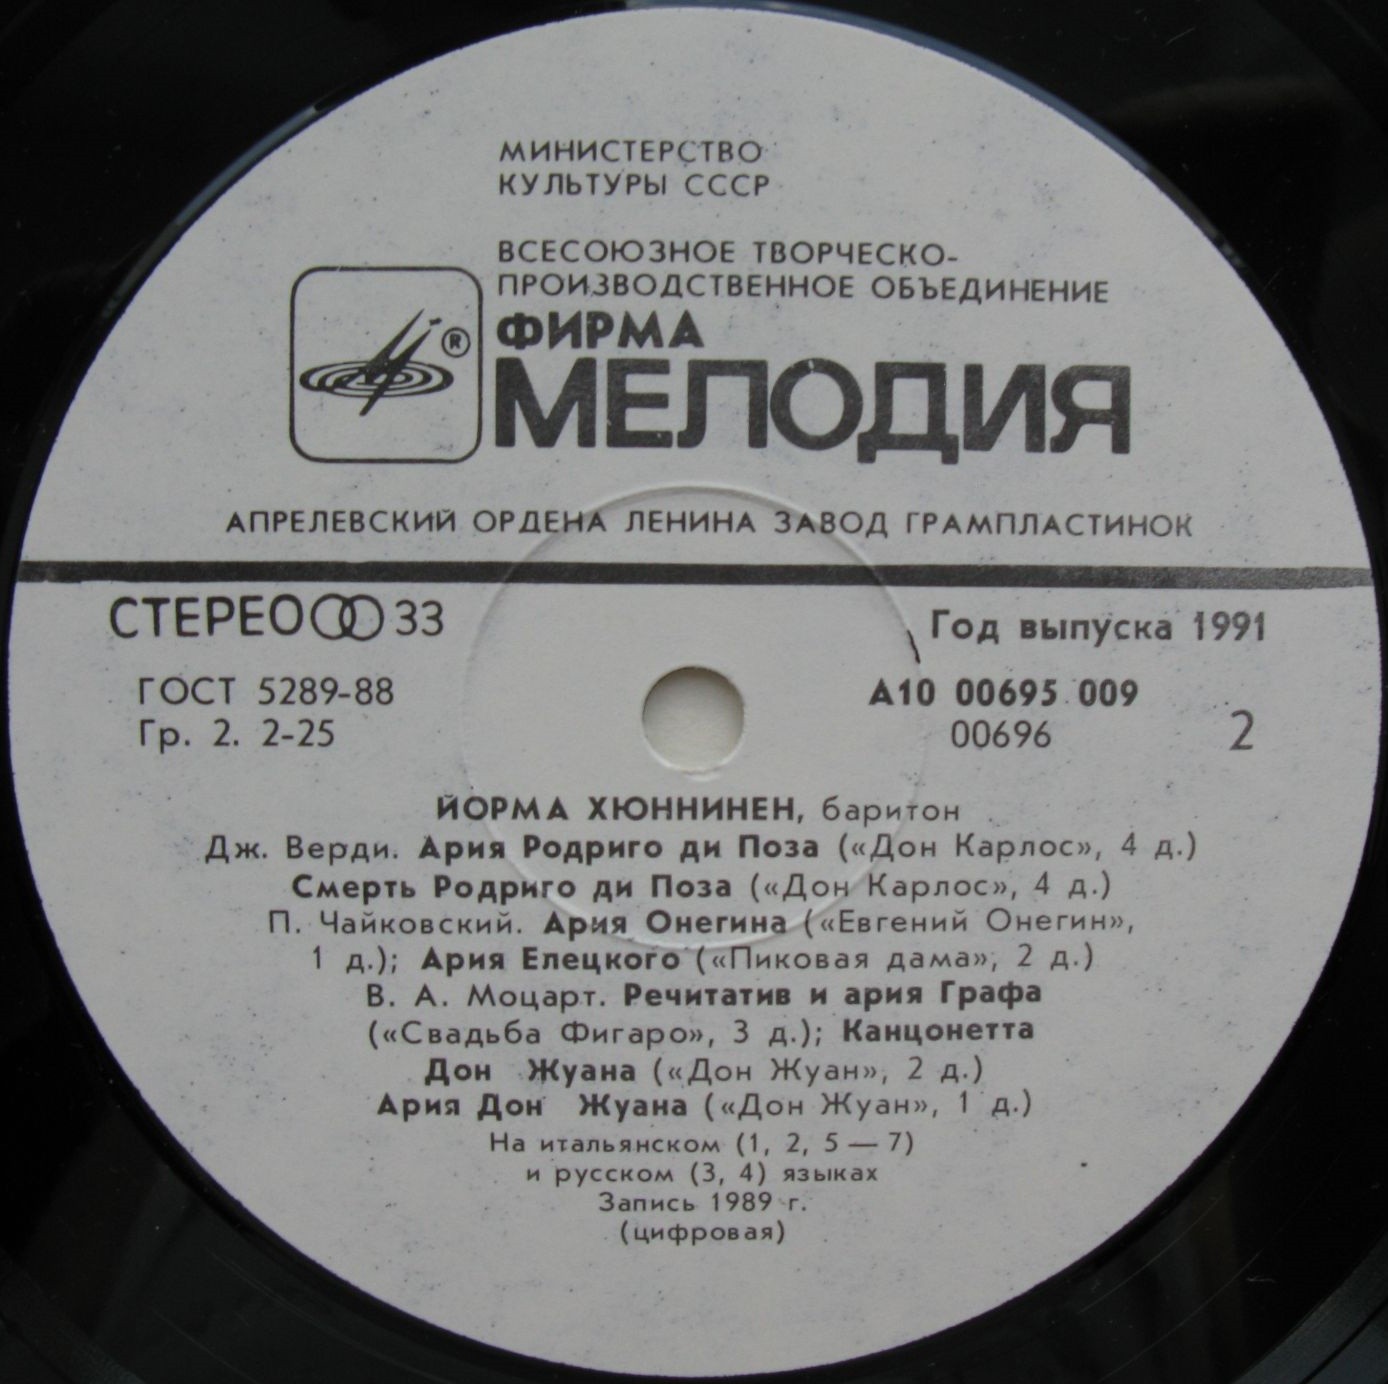 МИНИСТЕРСТВО
КУЛЬТУРЫ СССР
ВСЕСОЮЗНОЕ ТВОРЧЕСКО-
ПРОИЗВОДСТВЕННОЕ ОБЪЕДИНЕНИЕ
ФИРМА
®
МЕЛОДИЯ
АПРЕЛЕВСКИЙ ОРДЕНА ЛЕНИНА ЗАВОД ГРАМПЛАСТИНОК
СТЕРЕО 33
Год выпуска 1991
ГОСТ 5289-88
А10 00695 009
Гр. 2. 2-25
00696
2
ЙОРМА ХЮННИНЕН, баритон
Дж. Верди. Ария Родриго ди Поза («Дон Карлос», 4 д.)
Смерть Родриго ди Поза («Дон Карлос», 4 д.)
П. Чайковский. Ария Онегина («Евгений Онегин»,
1 д.); Ария Елецкого («Пиковая дама», 2 д.)
В. А. Моцарт. Речитатив и ария Графа
(«Свадьба Фигаро», 3 д.); Канцонетта
Дон Жуана («Дон Жуан», 2 д.)
Ария Дон Жуана («Дон Жуан», 1 д.)
На итальянском (1, 2, 5 — 7)
и русском (3, 4) языках
Запись 1989 г.
(цифровая)